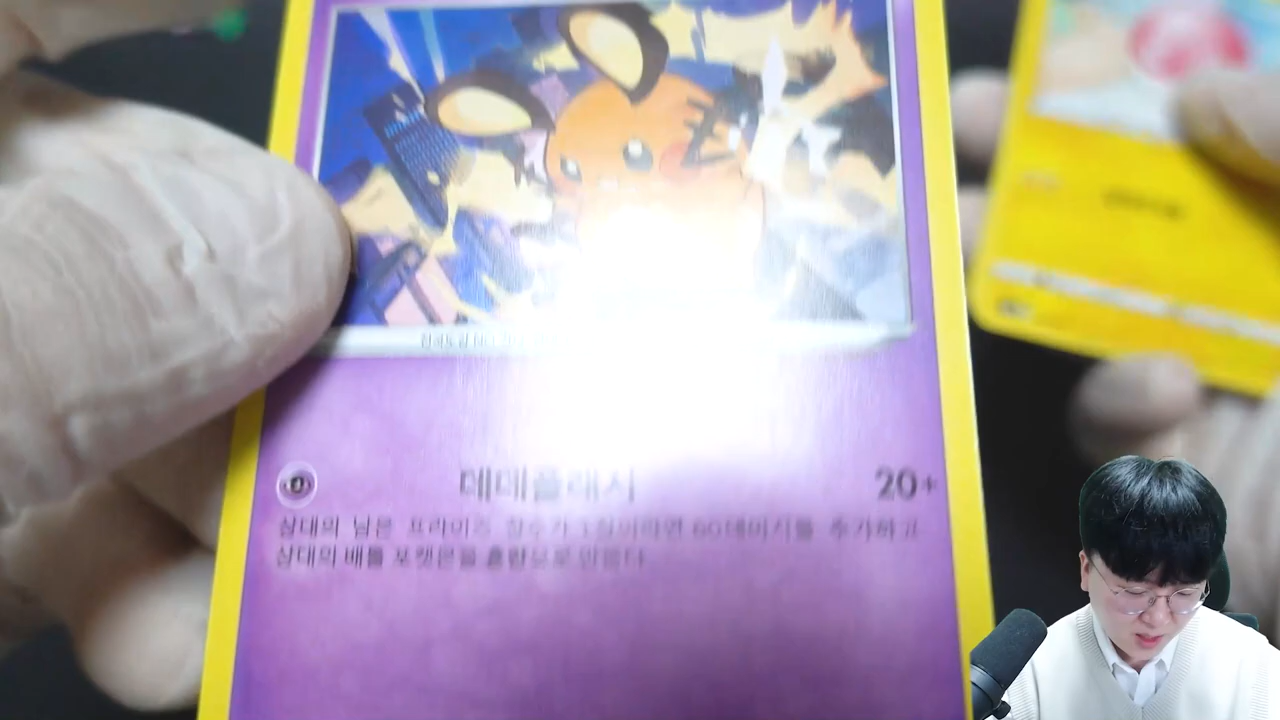 데데플래시 20+
상대의 남은 프라이즈 장수가 1장이라면 60데미지를 추가하고
상대의 배틀 포켓몬을 혼란으로 만든다